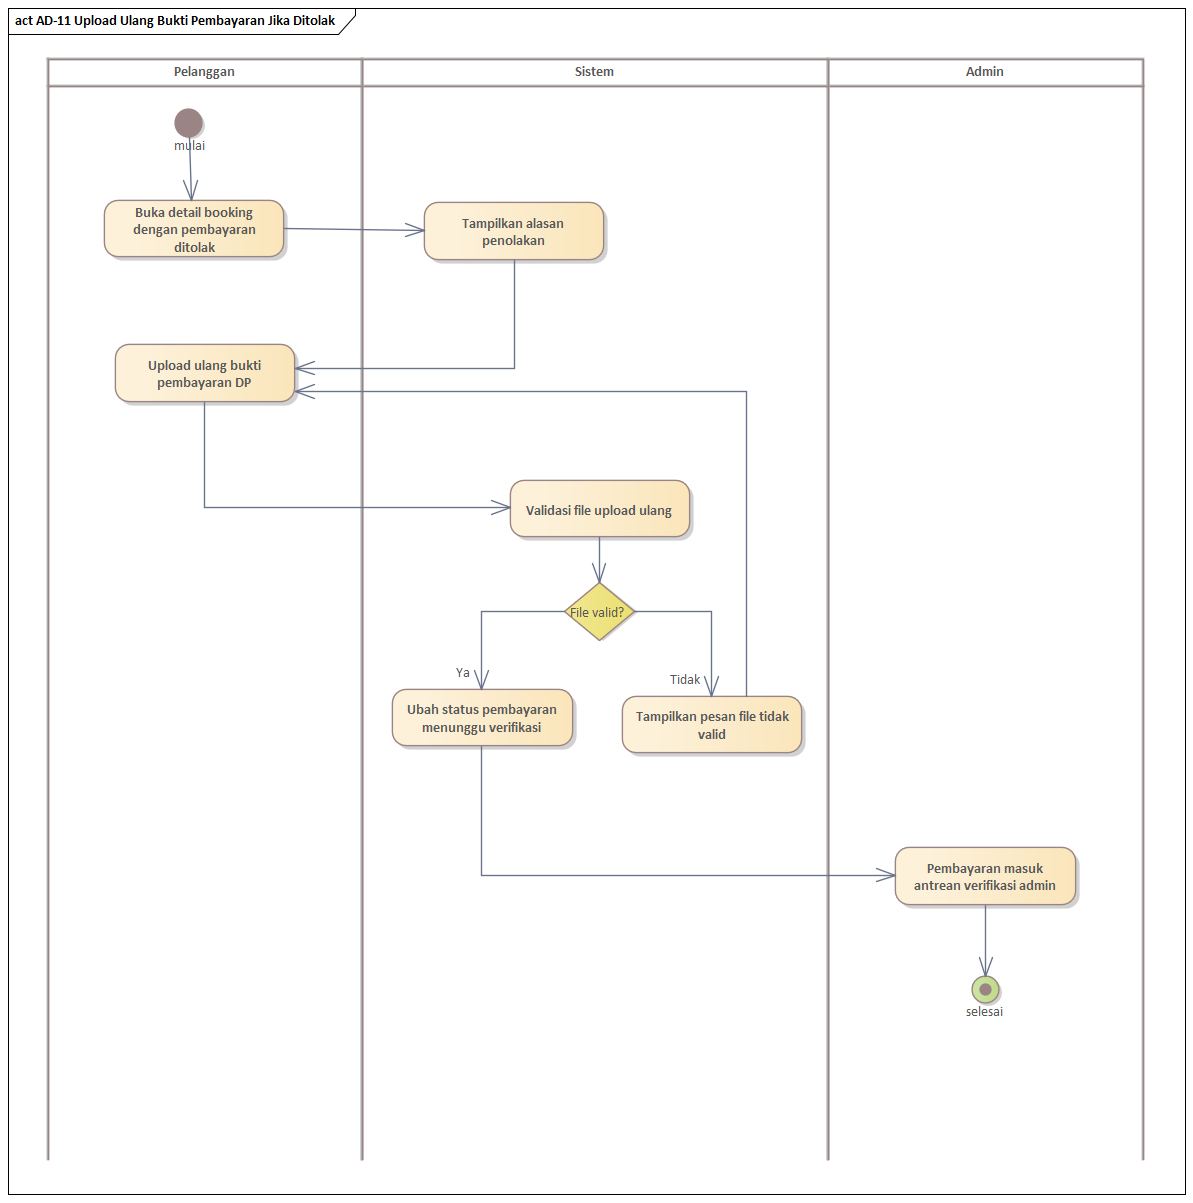 act AD-11 Upload Ulang Bukti Pembayaran Jika Ditolak
Pelanggan
Sistem
Admin
mulai
Buka detail booking
dengan pembayaran
ditolak
Tampilkan alasan
penolakan
Upload ulang bukti
pembayaran DP
Validasi file upload ulang
File valid?
Ya
Tidak
Ubah status pembayaran
menunggu verifikasi
Tampilkan pesan file tidak
valid
Pembayaran masuk
antrean verifikasi admin
selesai